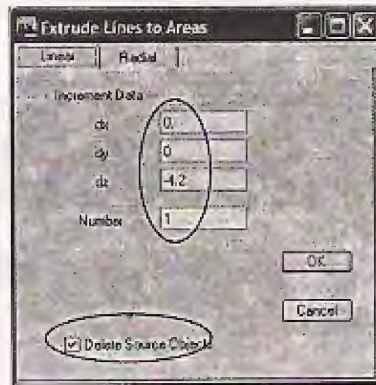 Extrude Lines to Areas
Linear Radial
Increment Data
dx 0.
dy 0
dz -4.2
Number 1
OK
Cancel
Delete Source Objects